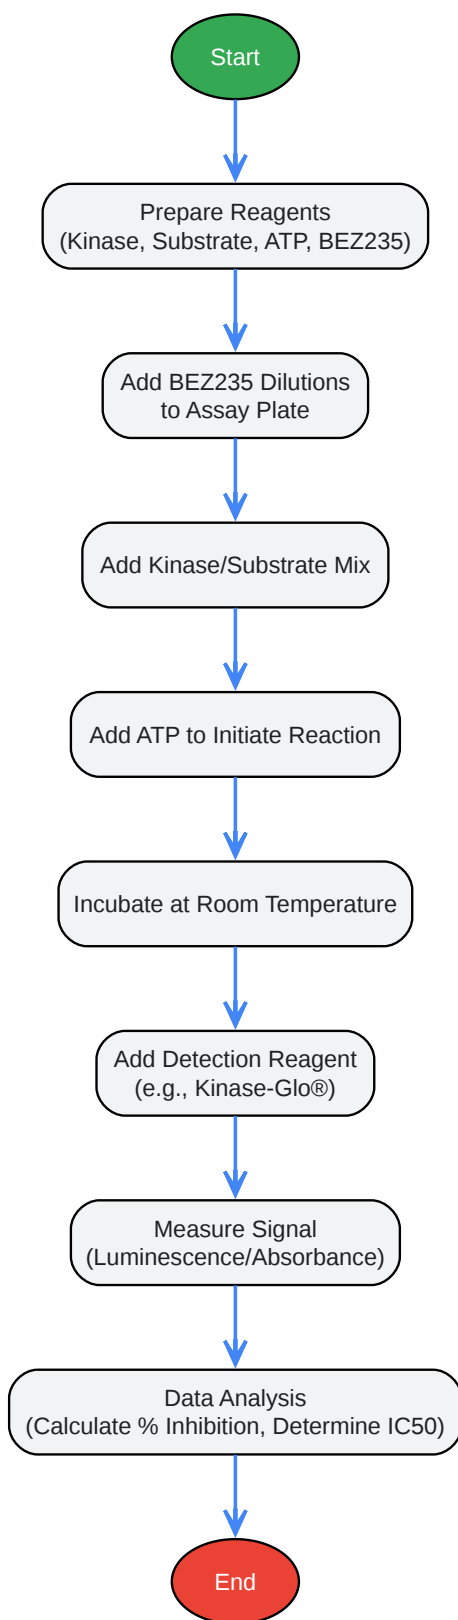 Start
Prepare Reagents
(Kinase, Substrate, ATP, BEZ235)
Add BEZ235 Dilutions
to Assay Plate
Add Kinase/Substrate Mix
Add ATP to Initiate Reaction
Incubate at Room Temperature
Add Detection Reagent
(e.g., Kinase-Glo®)
Measure Signal
(Luminescence/Absorbance)
Data Analysis
(Calculate % Inhibition, Determine IC50)
End